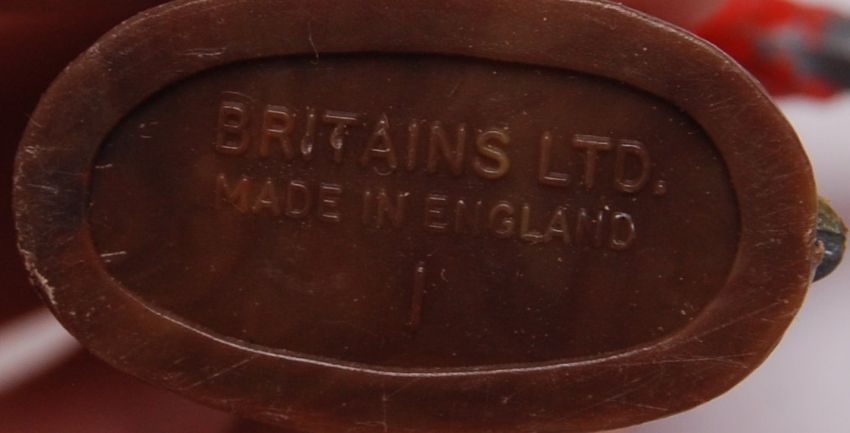 BRITAINS LTD.
MADE IN ENGLAND
1